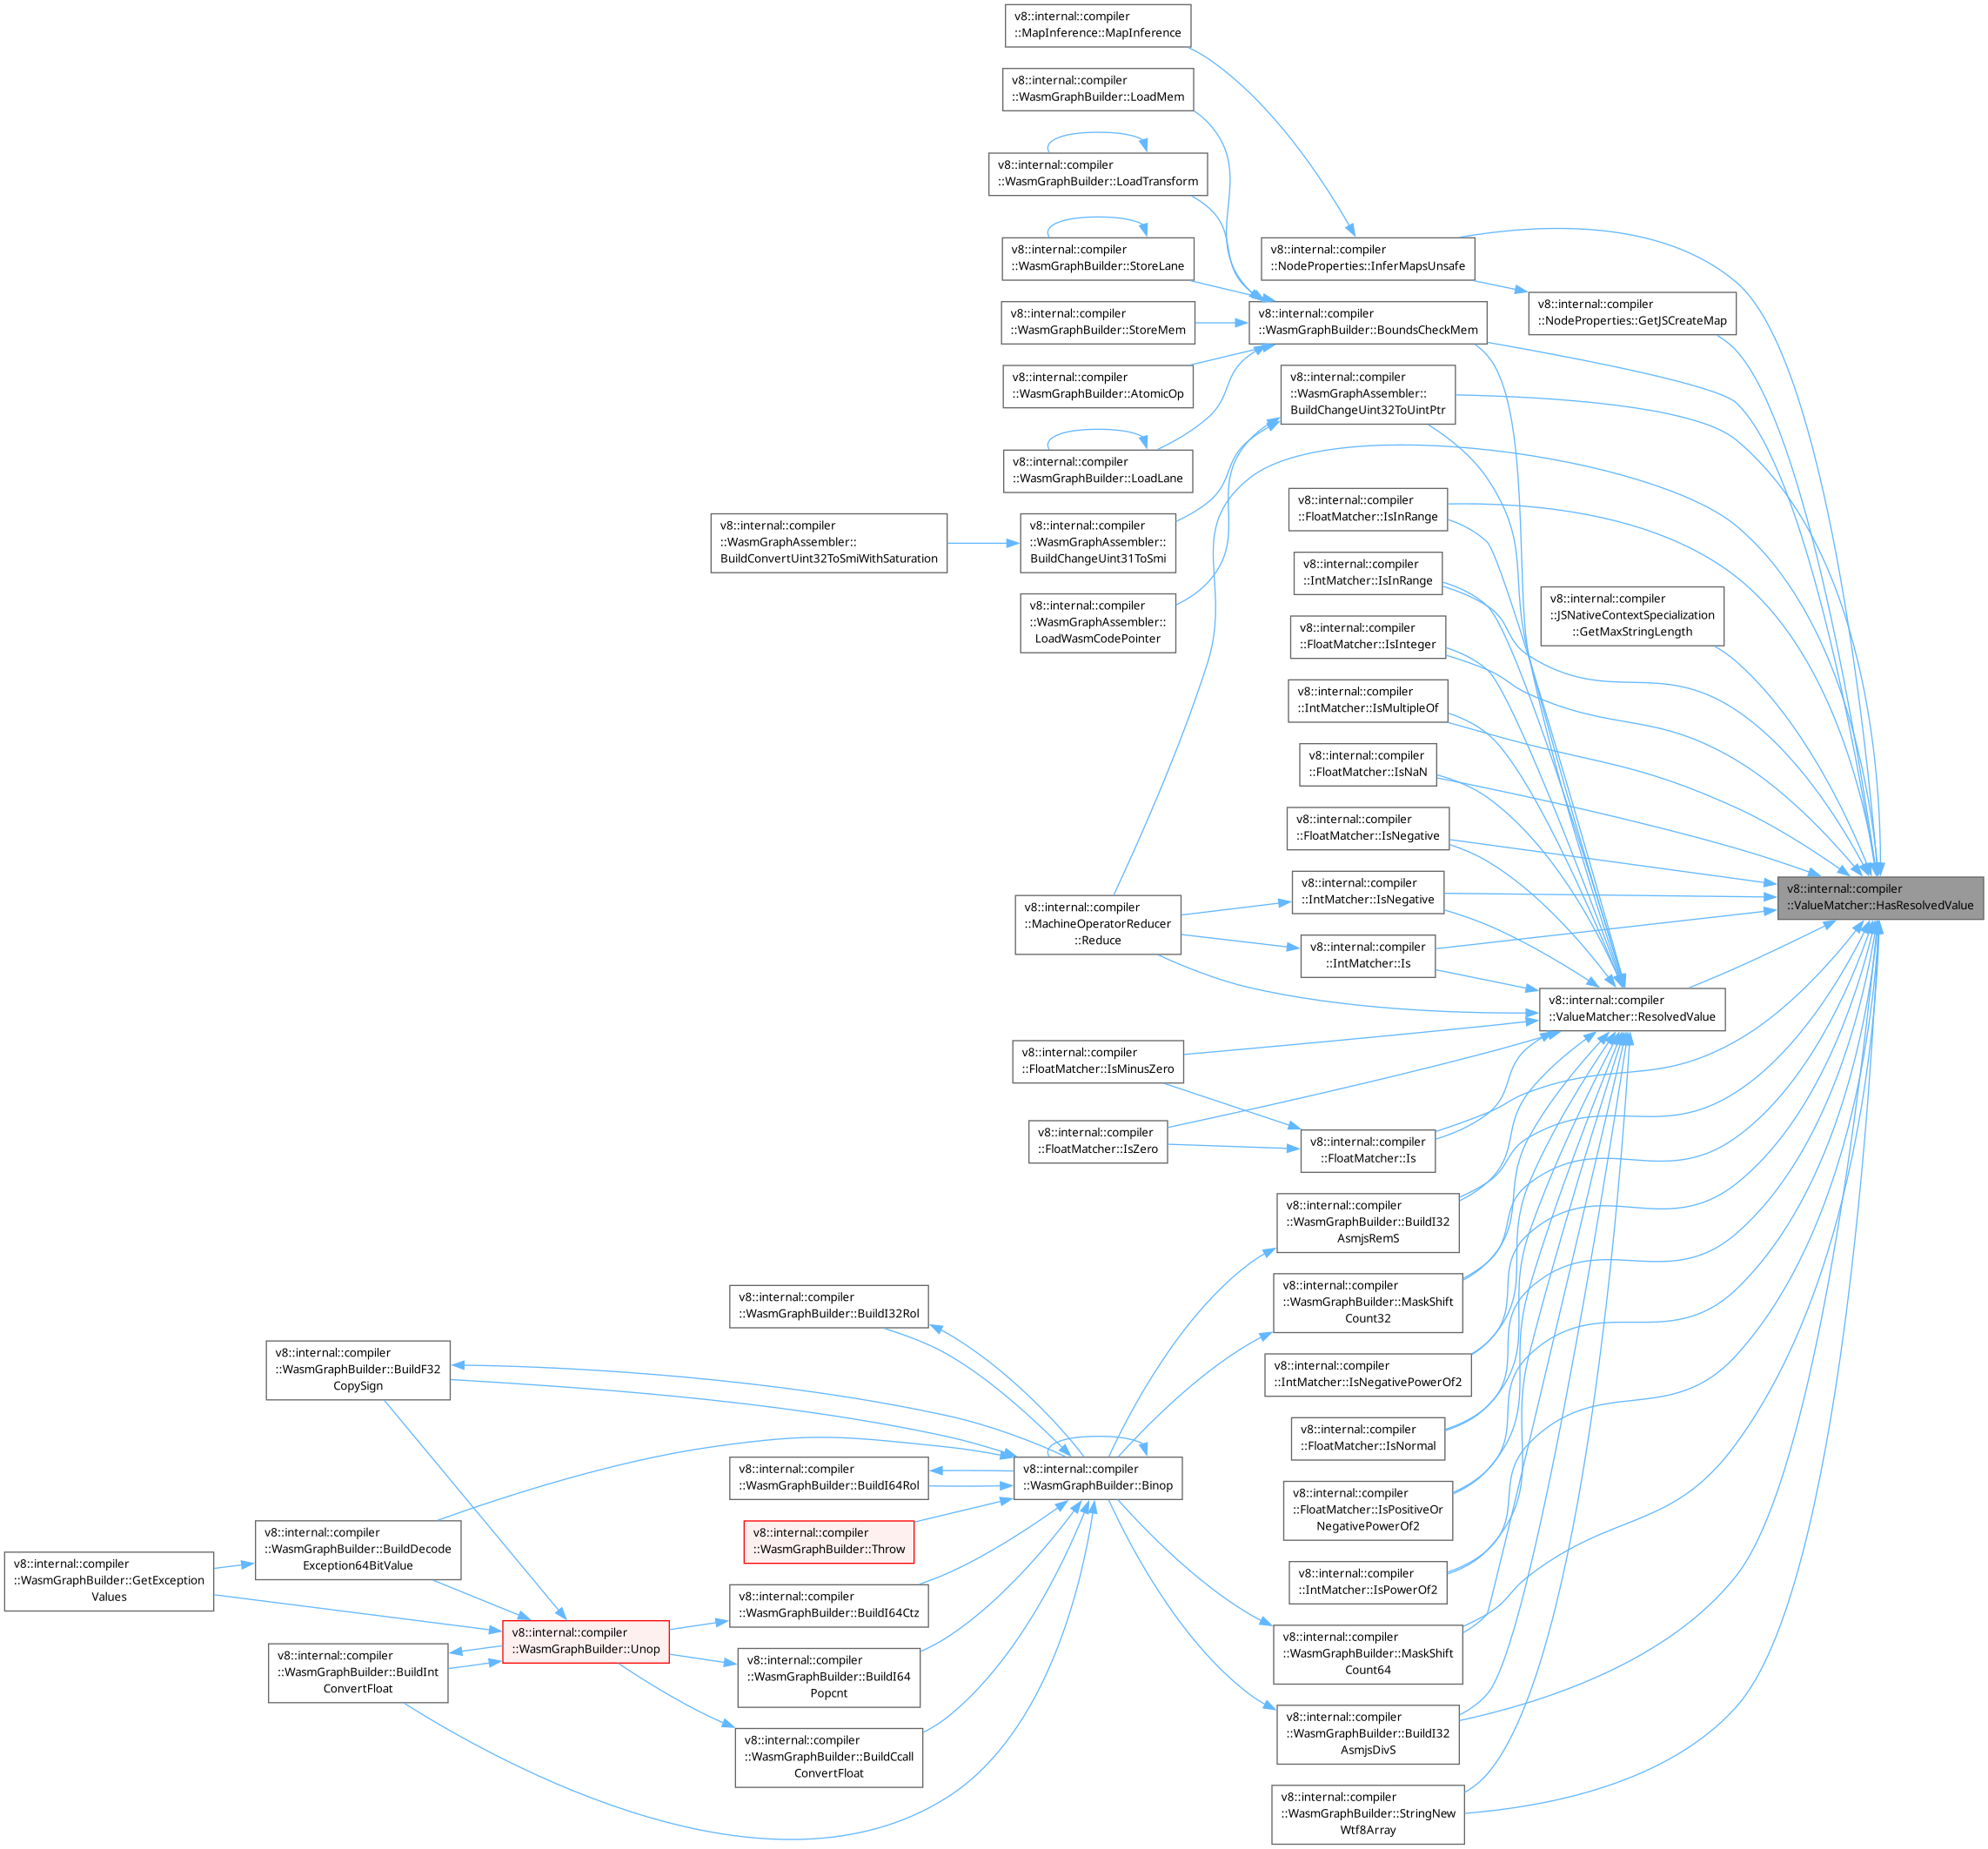 v8::internal::compiler
::MapInference::MapInference
v8::internal::compiler
::WasmGraphBuilder::LoadMem
v8::internal::compiler
::WasmGraphBuilder::LoadTransform
v8::internal::compiler
::WasmGraphBuilder::StoreLane
v8::internal::compiler
::NodeProperties::InferMapsUnsafe
v8::internal::compiler
::NodeProperties::GetJSCreateMap
v8::internal::compiler
::WasmGraphBuilder::StoreMem
v8::internal::compiler
::WasmGraphBuilder::BoundsCheckMem
v8::internal::compiler
::WasmGraphBuilder::AtomicOp
v8::internal::compiler
::WasmGraphAssembler::
BuildChangeUint32ToUintPtr
v8::internal::compiler
::WasmGraphBuilder::LoadLane
v8::internal::compiler
::FloatMatcher::IsInRange
v8::internal::compiler
::WasmGraphAssembler::
BuildConvertUint32ToSmiWithSaturation
v8::internal::compiler
::WasmGraphAssembler::
BuildChangeUint31ToSmi
v8::internal::compiler
::IntMatcher::IsInRange
v8::internal::compiler
::WasmGraphAssembler::
LoadWasmCodePointer
v8::internal::compiler
::FloatMatcher::IsInteger
v8::internal::compiler
::JSNativeContextSpecialization
::GetMaxStringLength
v8::internal::compiler
::IntMatcher::IsMultipleOf
v8::internal::compiler
::FloatMatcher::IsNaN
v8::internal::compiler
::FloatMatcher::IsNegative
v8::internal::compiler
::IntMatcher::IsNegative
v8::internal::compiler
::ValueMatcher::HasResolvedValue
v8::internal::compiler
::MachineOperatorReducer
::Reduce
v8::internal::compiler
::IntMatcher::Is
v8::internal::compiler
::ValueMatcher::ResolvedValue
v8::internal::compiler
::FloatMatcher::IsMinusZero
v8::internal::compiler
::FloatMatcher::IsZero
v8::internal::compiler
::FloatMatcher::Is
v8::internal::compiler
::WasmGraphBuilder::BuildI32
AsmjsRemS
v8::internal::compiler
::WasmGraphBuilder::MaskShift
Count32
v8::internal::compiler
::WasmGraphBuilder::BuildI32Rol
v8::internal::compiler
::WasmGraphBuilder::BuildF32
CopySign
v8::internal::compiler
::IntMatcher::IsNegativePowerOf2
v8::internal::compiler
::FloatMatcher::IsNormal
v8::internal::compiler
::WasmGraphBuilder::BuildI64Rol
v8::internal::compiler
::WasmGraphBuilder::Binop
v8::internal::compiler
::FloatMatcher::IsPositiveOr
NegativePowerOf2
v8::internal::compiler
::WasmGraphBuilder::Throw
v8::internal::compiler
::WasmGraphBuilder::BuildDecode
Exception64BitValue
v8::internal::compiler
::WasmGraphBuilder::GetException
Values
v8::internal::compiler
::IntMatcher::IsPowerOf2
v8::internal::compiler
::WasmGraphBuilder::BuildI64Ctz
v8::internal::compiler
::WasmGraphBuilder::Unop
v8::internal::compiler
::WasmGraphBuilder::MaskShift
Count64
v8::internal::compiler
::WasmGraphBuilder::BuildInt
ConvertFloat
v8::internal::compiler
::WasmGraphBuilder::BuildI64
Popcnt
v8::internal::compiler
::WasmGraphBuilder::BuildI32
AsmjsDivS
v8::internal::compiler
::WasmGraphBuilder::BuildCcall
ConvertFloat
v8::internal::compiler
::WasmGraphBuilder::StringNew
Wtf8Array